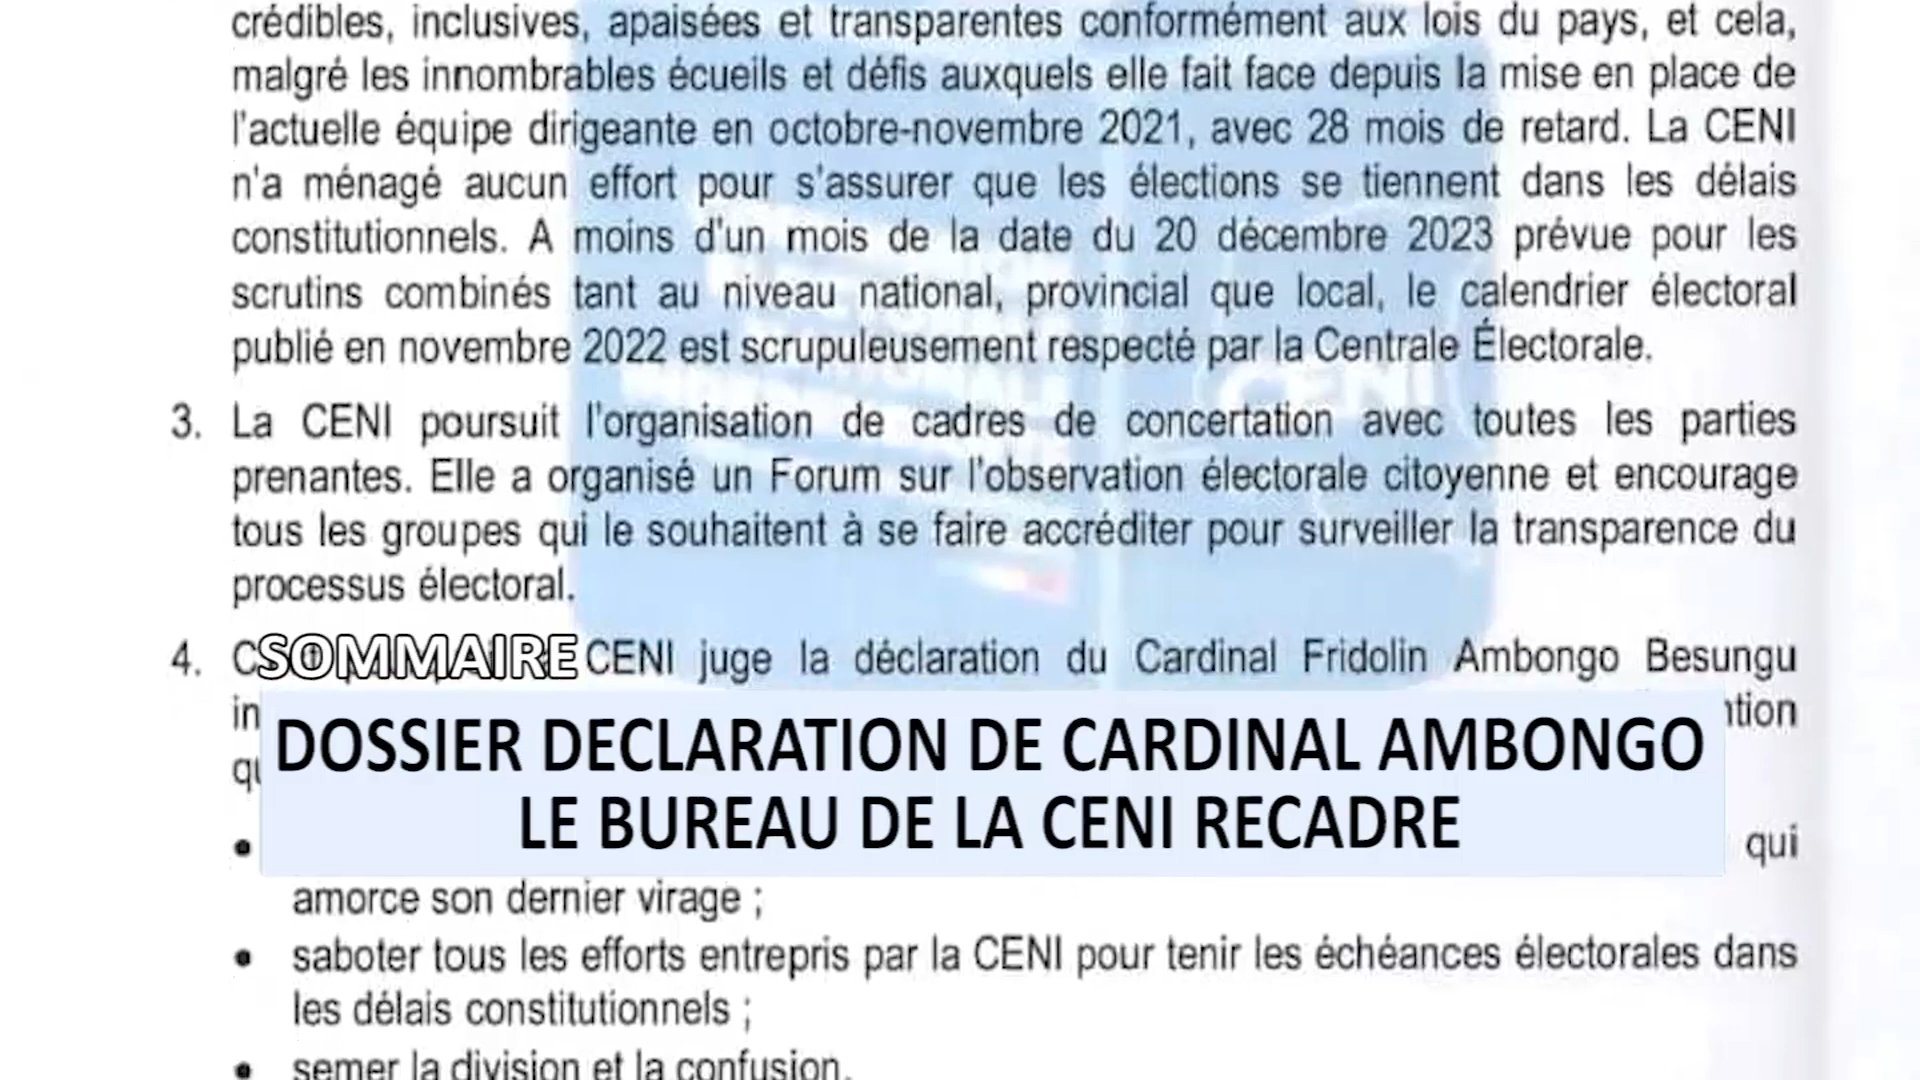 crédibles, inclusives, apaisées et transparentes conformément aux lois du pays, et cela,
malgré les innombrables écueils et défis auxquels elle fait face depuis la mise en place de
l'actuelle équipe dirigeante en octobre-novembre 2021, avec 28 mois de retard. La CENI
n'a ménagé aucun effort pour s'assurer que les élections se tiennent dans les délais
constitutionnels. A moins d'un mois de la date du 20 décembre 2023 prévue pour les
scrutins combinés tant au niveau national, provincial que local, le calendrier électoral
publié en novembre 2022 est scrupuleusement respecté par la Centrale Électorale.
3. La CENI poursuit l'organisation de cadres de concertation avec toutes les parties
prenantes. Elle a organisé un Forum sur l'observation électorale citoyenne et encourage
tous les groupes qui le souhaitent à se faire accréditer pour surveiller la transparence du
processus électoral.
4. CENI juge la déclaration du Cardinal Fridolin Ambongo Besungu
SOMMAIRE
DOSSIER DECLARATION DE CARDINAL AMBONGO
LE BUREAU DE LA CENI RECADRE
• qui
amorce son dernier virage ;
• saboter tous les efforts entrepris par la CENI pour tenir les échéances électorales dans
les délais constitutionnels ;
• semer la division et la confusion.